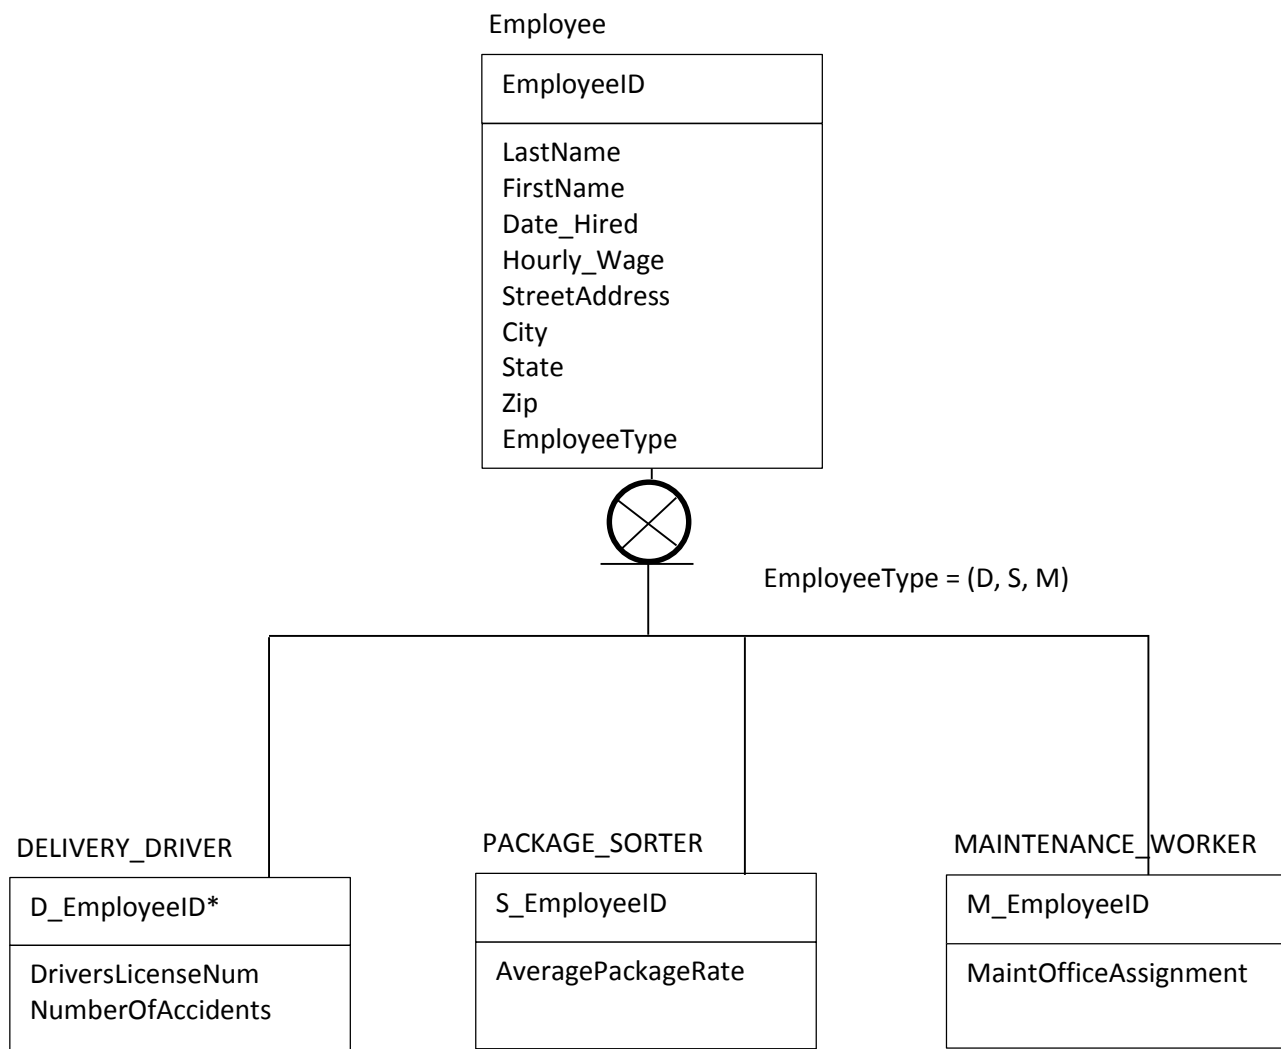 Employee
EmployeeID
LastName
FirstName
Date_Hired
Hourly_Wage
StreetAddress
City
State
Zip
EmployeeType
EmployeeType = (D, S, M)
DELIVERY_DRIVER
D_EmployeeID*
DriversLicenseNum
NumberOfAccidents
PACKAGE_SORTER
S_EmployeeID
AveragePackageRate
MAINTENANCE_WORKER
M_EmployeeID
MaintOfficeAssignment